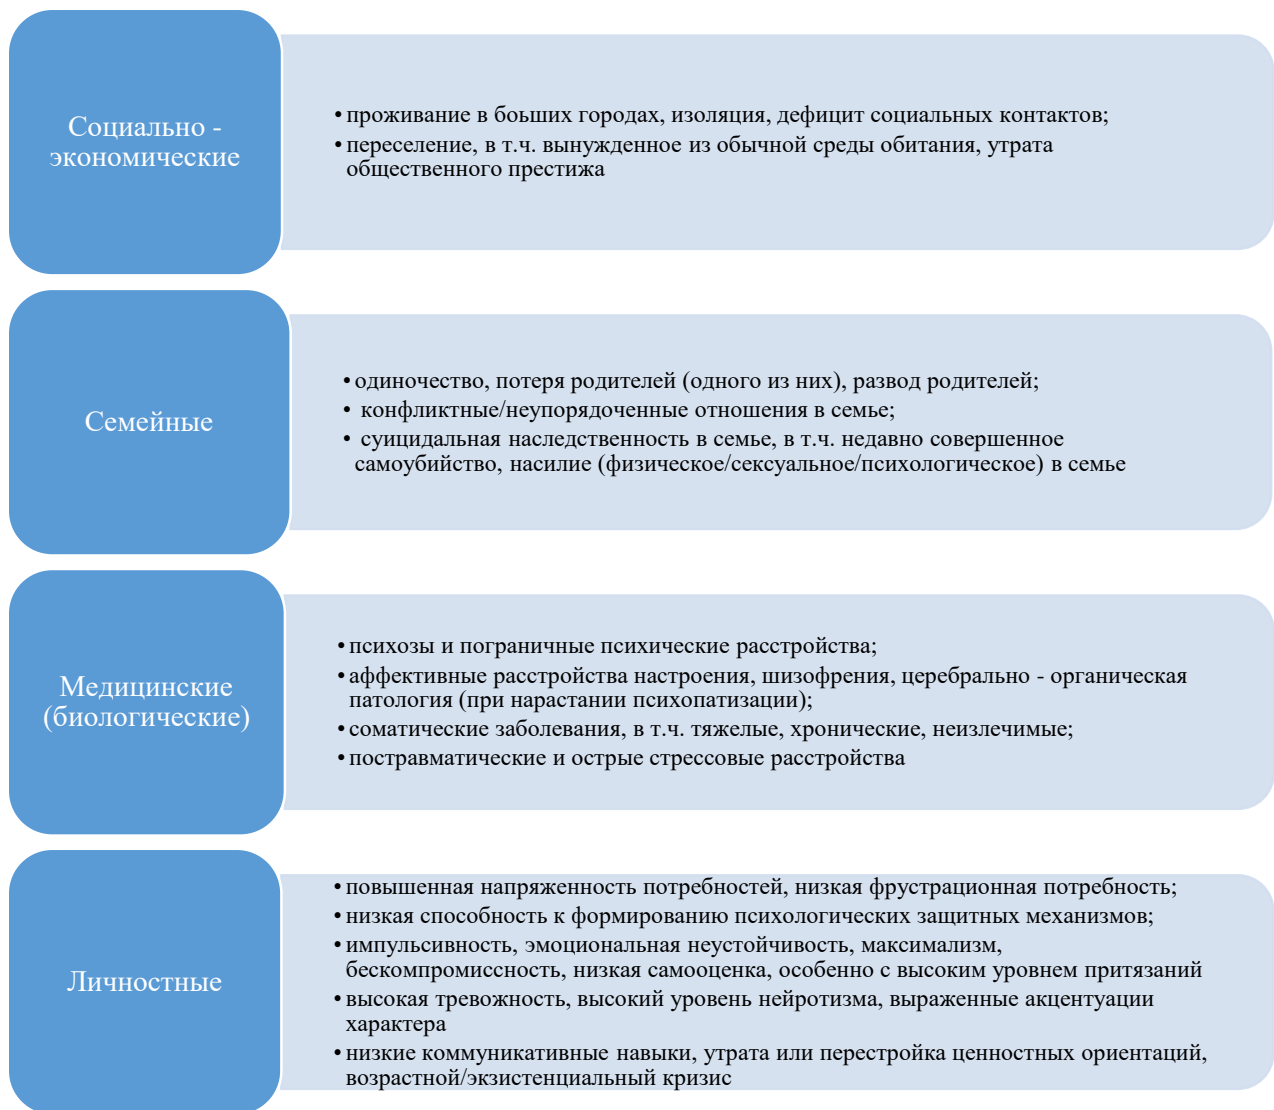 Социально -
экономические
• проживание в боьших городах, изоляция, дефицит социальных контактов;
• переселение, в т.ч. вынужденное из обычной среды обитания, утрата
общественного престижа
Семейные
• одиночество, потеря родителей (одного из них), развод родителей;
• конфликтные/неупорядоченные отношения в семье;
• суицидальная наследственность в семье, в т.ч. недавно совершенное
самоубийство, насилие (физическое/сексуальное/психологическое) в семье
Медицинские
(биологические)
• психозы и пограничные психические расстройства;
• аффективные расстройства настроения, шизофрения, церебрально - органическая
патология (при нарастании психопатизации);
• соматические заболевания, в т.ч. тяжелые, хронические, неизлечимые;
• постравматические и острые стрессовые расстройства
Личностные
• повышенная напряженность потребностей, низкая фрустрационная потребность;
• низкая способность к формированию психологических защитных механизмов;
• импульсивность, эмоциональная неустойчивость, максимализм,
бескомпромиссность, низкая самооценка, особенно с высоким уровнем притязаний
• высокая тревожность, высокий уровень нейротизма, выраженные акцентуации
характера
• низкие коммуникативные навыки, утрата или перестройка ценностных ориентаций,
возрастной/экзистенциальный кризис